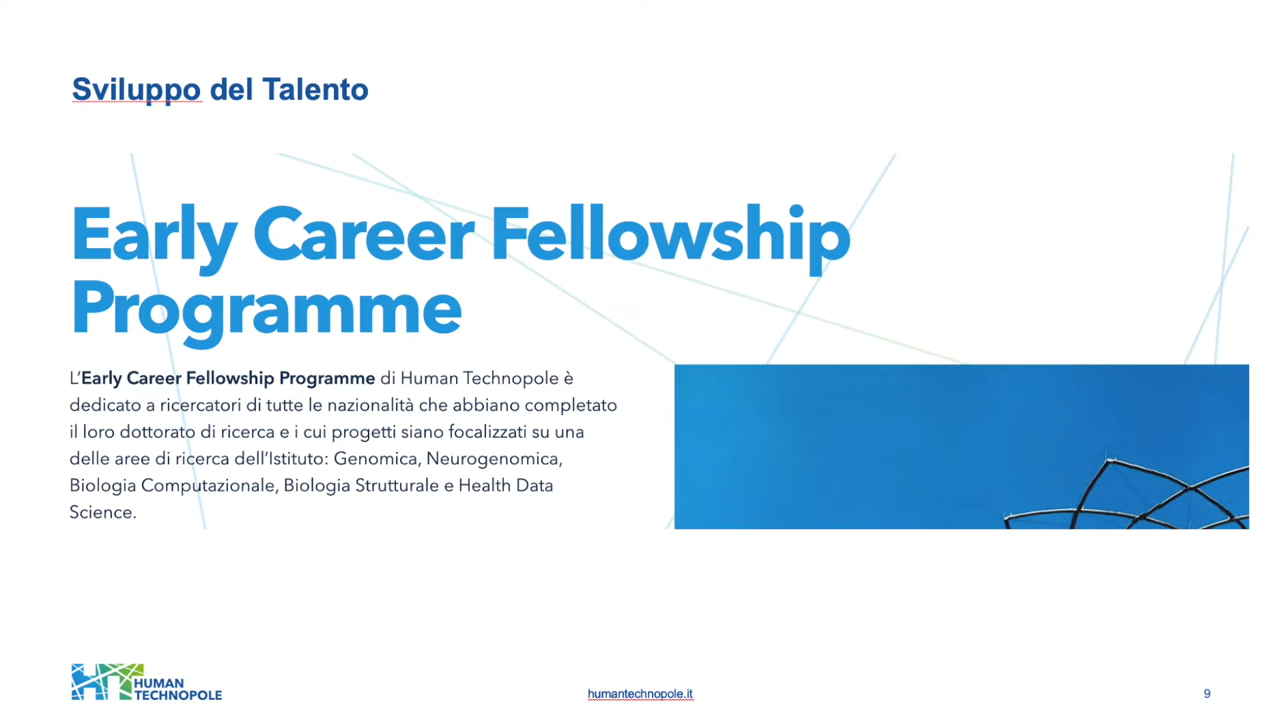 Sviluppo del Talento
Early Career Fellowship
Programme
L’Early Career Fellowship Programme di Human Technopole è
dedicato a ricercatori di tutte le nazionalità che abbiano completato
il loro dottorato di ricerca e i cui progetti siano focalizzati su una
delle aree di ricerca dell’Istituto: Genomica, Neurogenomica,
Biologia Computazionale, Biologia Strutturale e Health Data
Science.
HUMAN
TECHNOPOLE
humantechnopole.it
9